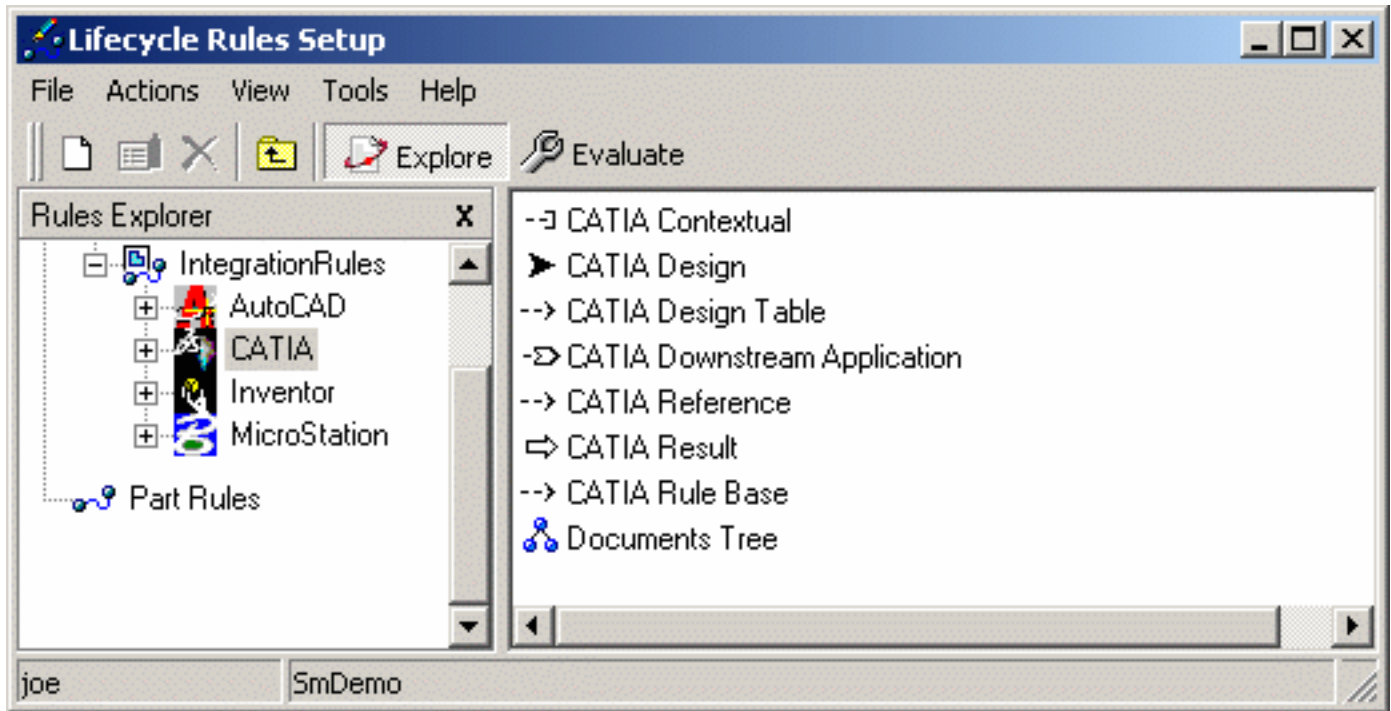 Lifecycle Rules Setup
File Actions View Tools Help
Explore Evaluate
Rules Explorer X
IntegrationRules
AutoCAD
CATIA
Inventor
MicroStation
Part Rules
CATIA Contextual
CATIA Design
CATIA Design Table
CATIA Downstream Application
CATIA Reference
CATIA Result
CATIA Rule Base
Documents Tree
joe SmDemo